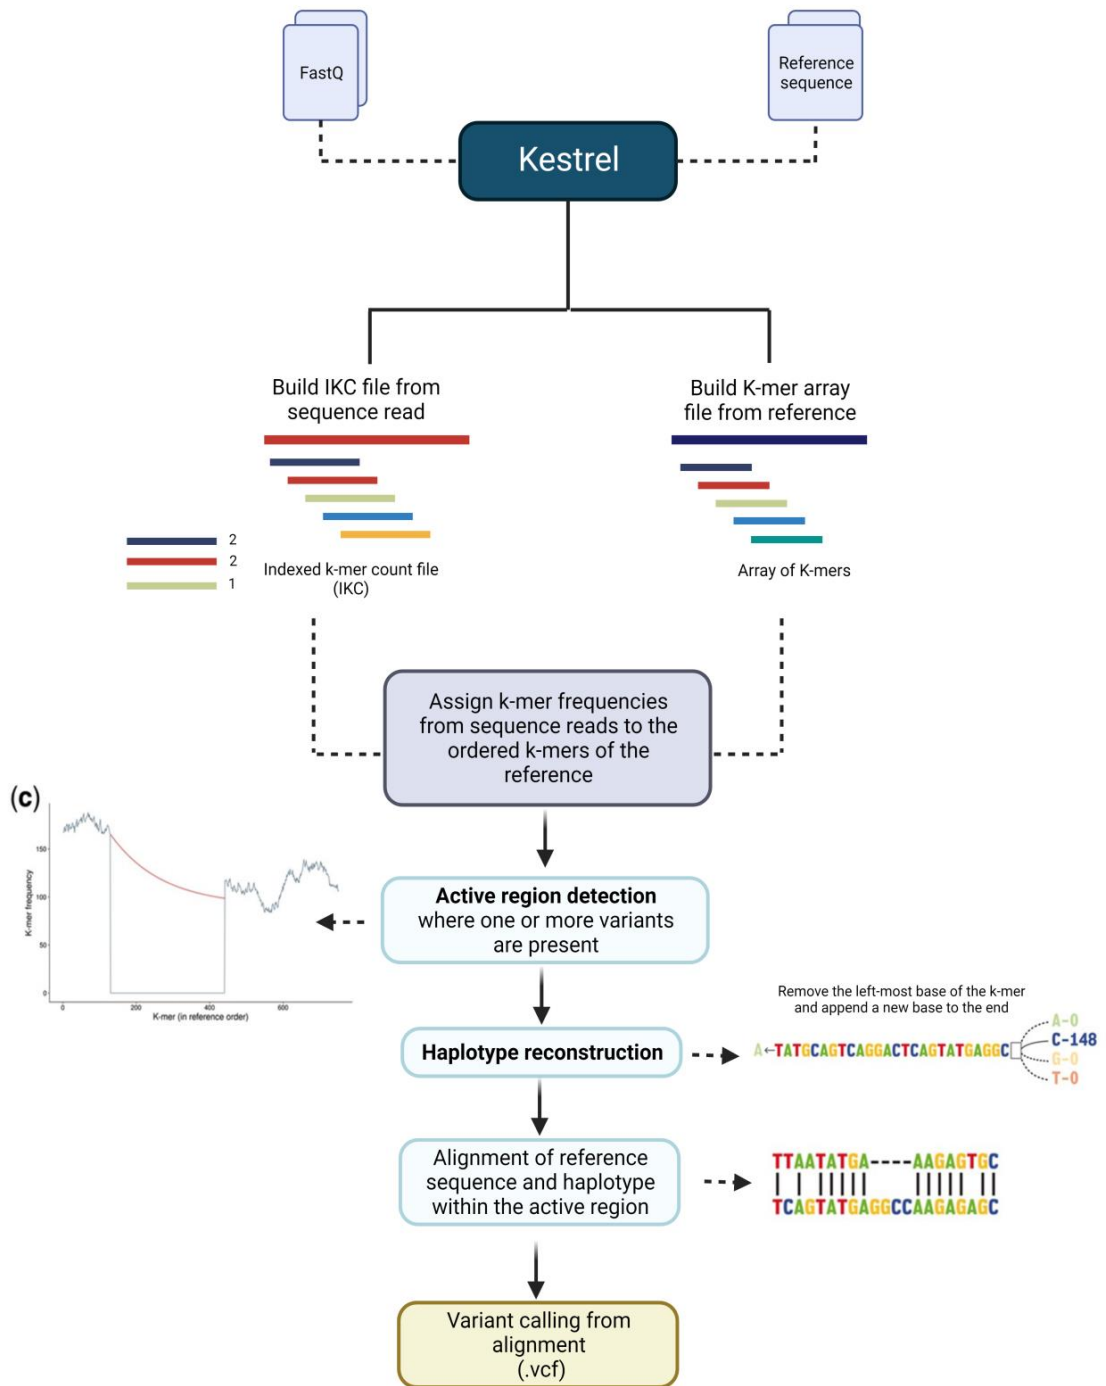 FastQ
Reference
sequence
Kestrel
Build IKC file from
sequence read
Build K-mer array
file from reference
2
2
1
Indexed k-mer count file
(IKC)
Array of K-mers
Assign k-mer frequencies
from sequence reads to the
ordered k-mers of the
reference
(c)
K-mer frequency
150
100
50
0
0
200
400
600
K-mer (in reference order)
Active region detection
where one or more variants
are present
Haplotype reconstruction
Remove the left-most base of the k-mer
and append a new base to the end
A←TATGCAGTCAGGACTCAGTATGAGGC
A-0
C-148
G-0
T-0
Alignment of reference
sequence and haplotype
within the active region
TTAATATGA----AAGAGTGC
TCAGTATGAGGCCAAGAGAGC
Variant calling from
alignment
(.vcf)